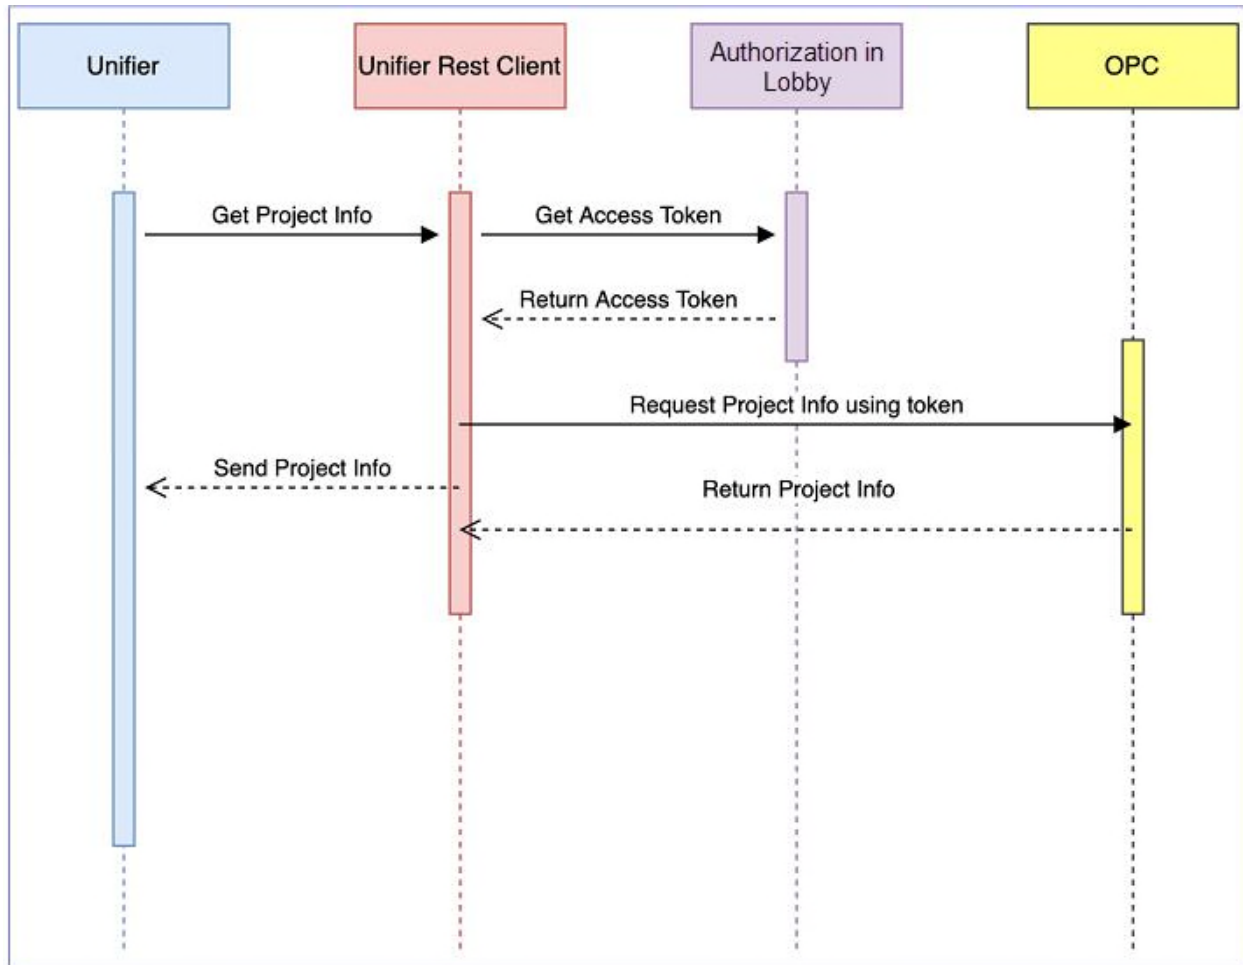 Unifier
Unifier Rest Client
Authorization in
Lobby
OPC
Get Project Info
Get Access Token
Return Access Token
Request Project Info using token
Send Project Info
Return Project Info